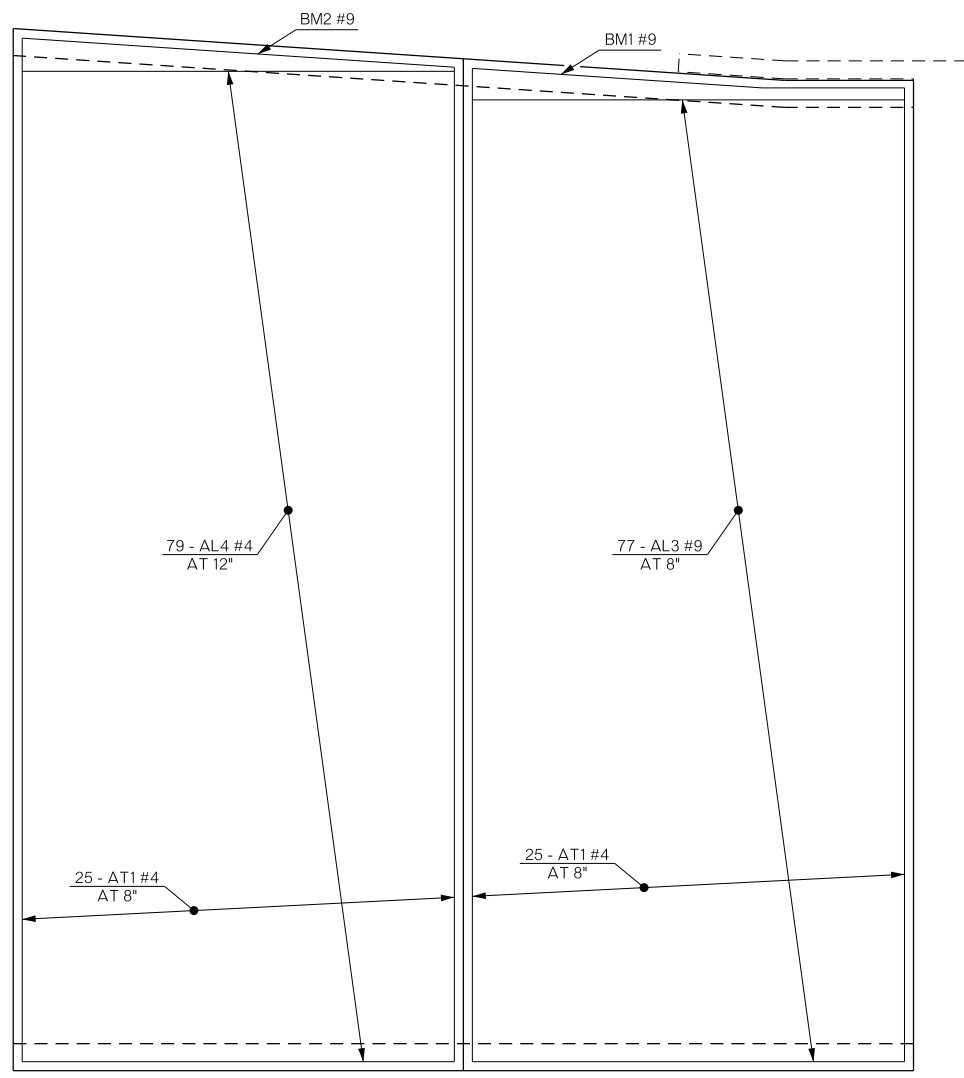 BM2 #9
BM1 #9
79 - AL4 #4
AT 12"
77 - AL3 #9
AT 8"
25 - AT1 #4
AT 8"
25 - AT1 #4
AT 8"